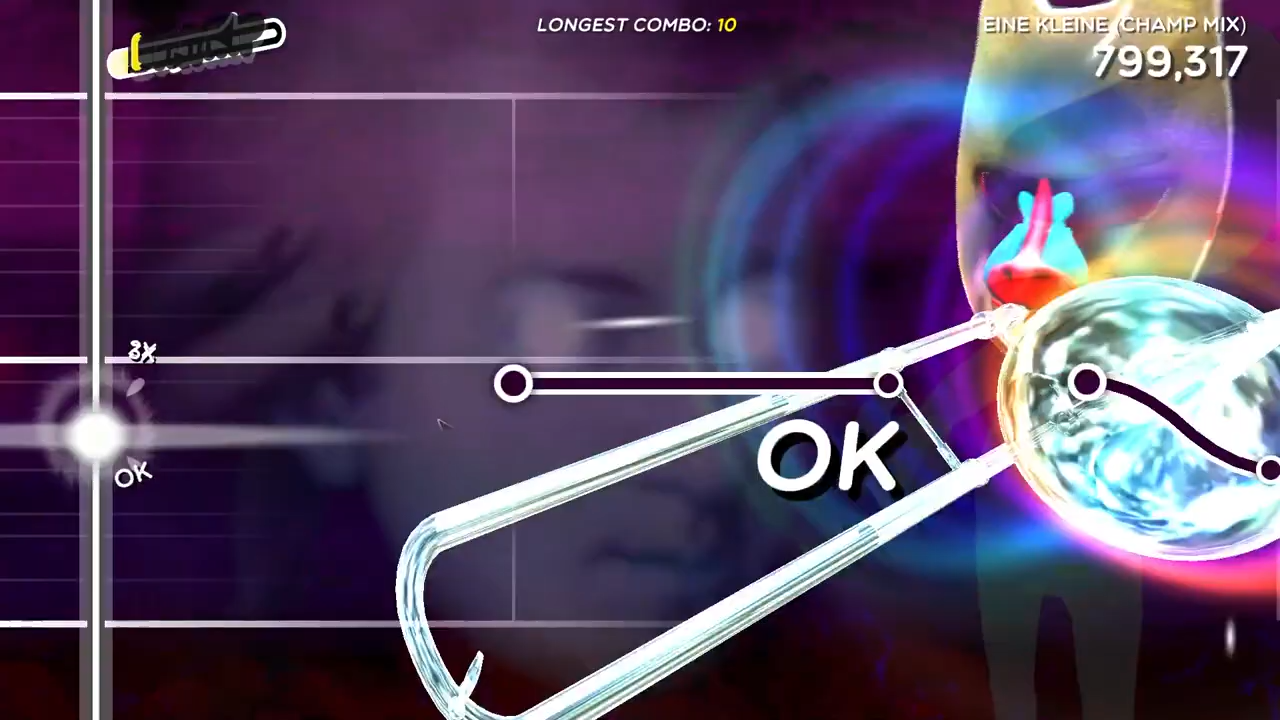 LONGEST COMBO: 10
EINE KLEINE (CHAMP MIX)
799,317
3X
OK
OK